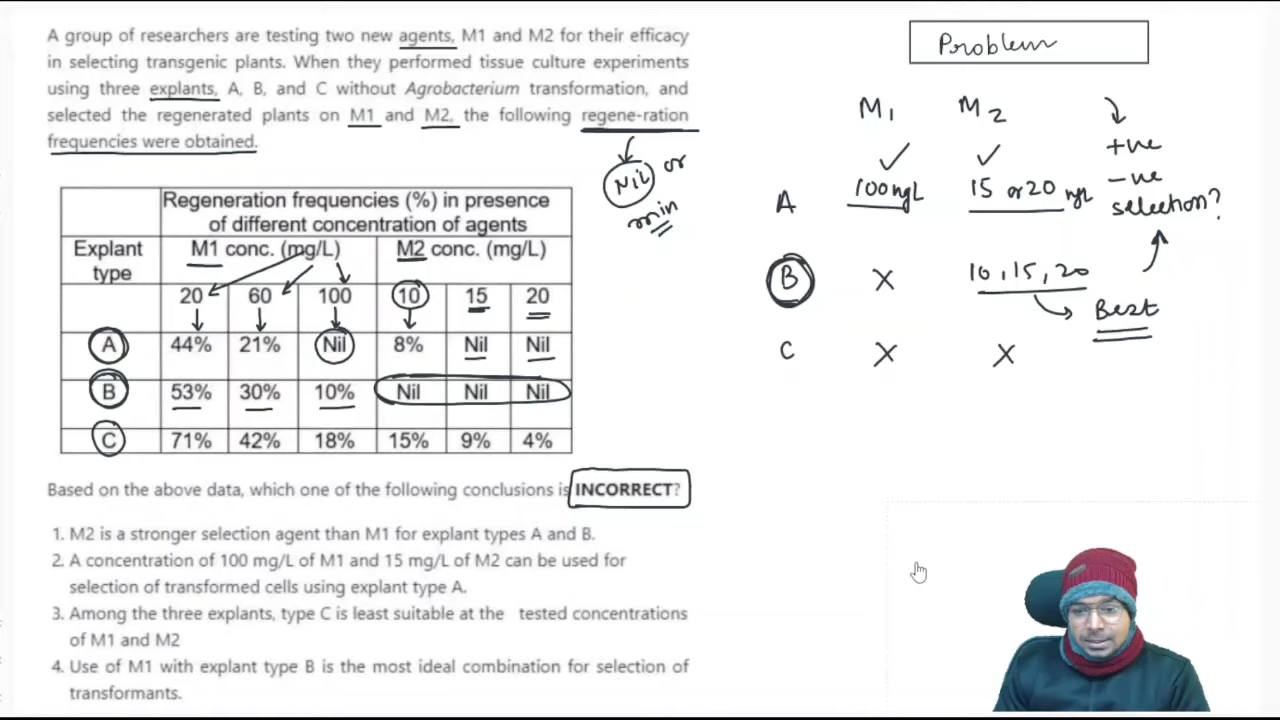 A group of researchers are testing two new agents, M1 and M2 for their efficacy
in selecting transgenic plants. When they performed tissue culture experiments
using three explants, A, B, and C without Agrobacterium transformation, and
selected the regenerated plants on M1 and M2, the following regene-ration
frequencies were obtained.
Nil or
min
Regeneration frequencies (%) in presence
of different concentration of agents
Explant type M1 conc. (mg/L) M2 conc. (mg/L)
20 60 100 10 15 20
A 44% 21% Nil 8% Nil Nil
B 53% 30% 10% Nil Nil Nil
C 71% 42% 18% 15% 9% 4%
Based on the above data, which one of the following conclusions is INCORRECT?
1. M2 is a stronger selection agent than M1 for explant types A and B.
2. A concentration of 100 mg/L of M1 and 15 mg/L of M2 can be used for
selection of transformed cells using explant type A.
3. Among the three explants, type C is least suitable at the tested concentrations
of M1 and M2
4. Use of M1 with explant type B is the most ideal combination for selection of
transformants.
Problem
M1 M2
+ve
-ve
selection?
A 100 mg/L 15 or 20 mg/L
B X 10, 15, 20
Best
C X X